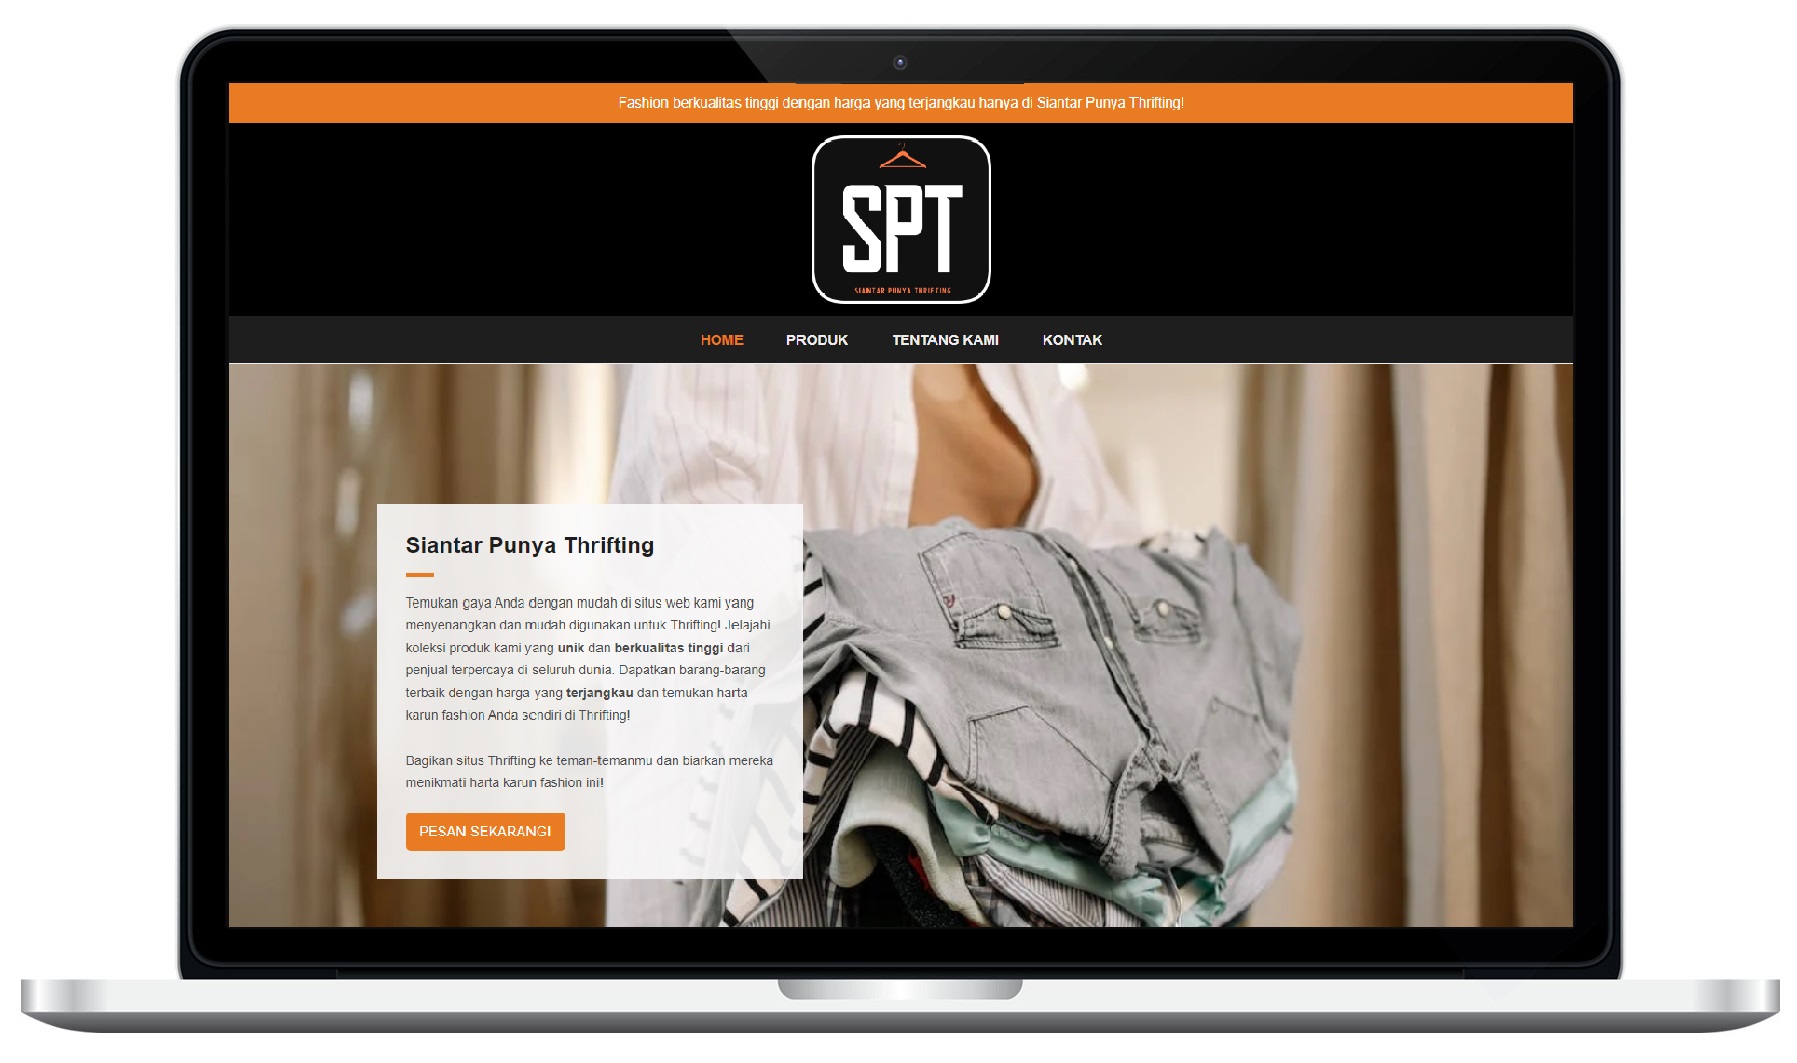 Fashion berkualitas tinggi dengan harga yang terjangkau hanya di Siantar Punya Thrifting!
SPT
SIANTAR PUNYA THRIFTING
HOME PRODUK TENTANG KAMI KONTAK
Siantar Punya Thrifting
Temukan gaya Anda dengan mudah di situs web kami yang
menyenangkan dan mudah digunakan untuk Thrifting! Jelajahi
koleksi produk kami yang unik dan berkualitas tinggi dari
penjual terpercaya di seluruh dunia. Dapatkan barang-barang
terbaik dengan harga yang terjangkau dan temukan harta
karun fashion Anda sendiri di Thrifting!
Bagikan situs Thrifting ke teman-temanmu dan biarkan mereka
menikmati harta karun fashion ini!
PESAN SEKARANG!